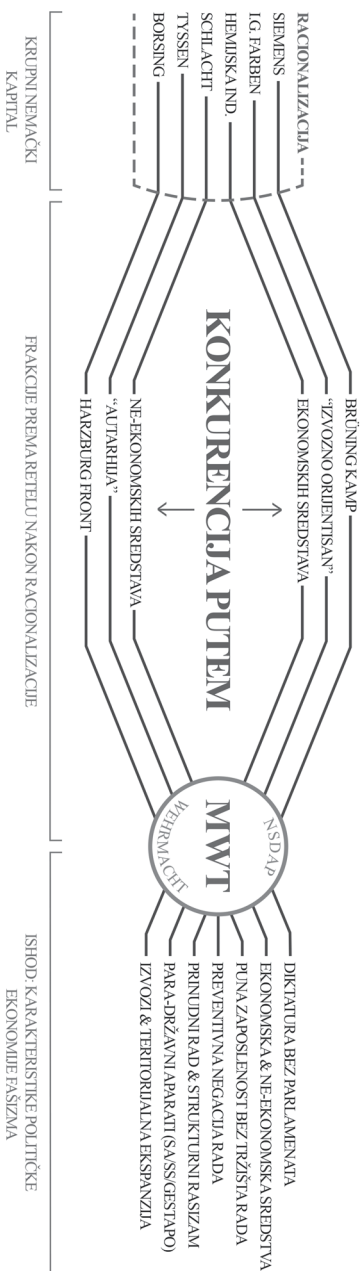 RACIONALIZACIJA
SIEMENS
I.G. FARBEN
HEMIJSKA IND.
SCHLACHT
TYSSEN
BORSING
KRUPNI NEMAČKI
KAPITAL
BRÜNING KAMP
“IZVOZNO ORIJENTISAN”
EKONOMSKIH SREDSTAVA
KONKURENCIJA PUTEM
NE-EKONOMSKIH SREDSTAVA
“AUTARHIJA”
HARZBURG FRONT
FRAKCIJE PREMA RETELU NAKON RACIONALIZACIJE
NSDAP
MWT
WEHRMACHT
DIKTATURA BEZ PARLAMENATA
EKONOMSKA & NE-EKONOMSKA SREDSTVA
PUNA ZAPOSLENOST BEZ TRŽIŠTA RADA
PREVENTIVNA NEGACIJA RADA
PRINUDNI RAD & STRUKTURNI RASIZAM
PARA-DRŽAVNI APARATI (SA/SS/GESTAPO)
IZVOZI & TERITORIJALNA EKSPANZIJA
ISHOD: KARAKTERISTIKE POLITIČKE
EKONOMIJE FAŠIZMA